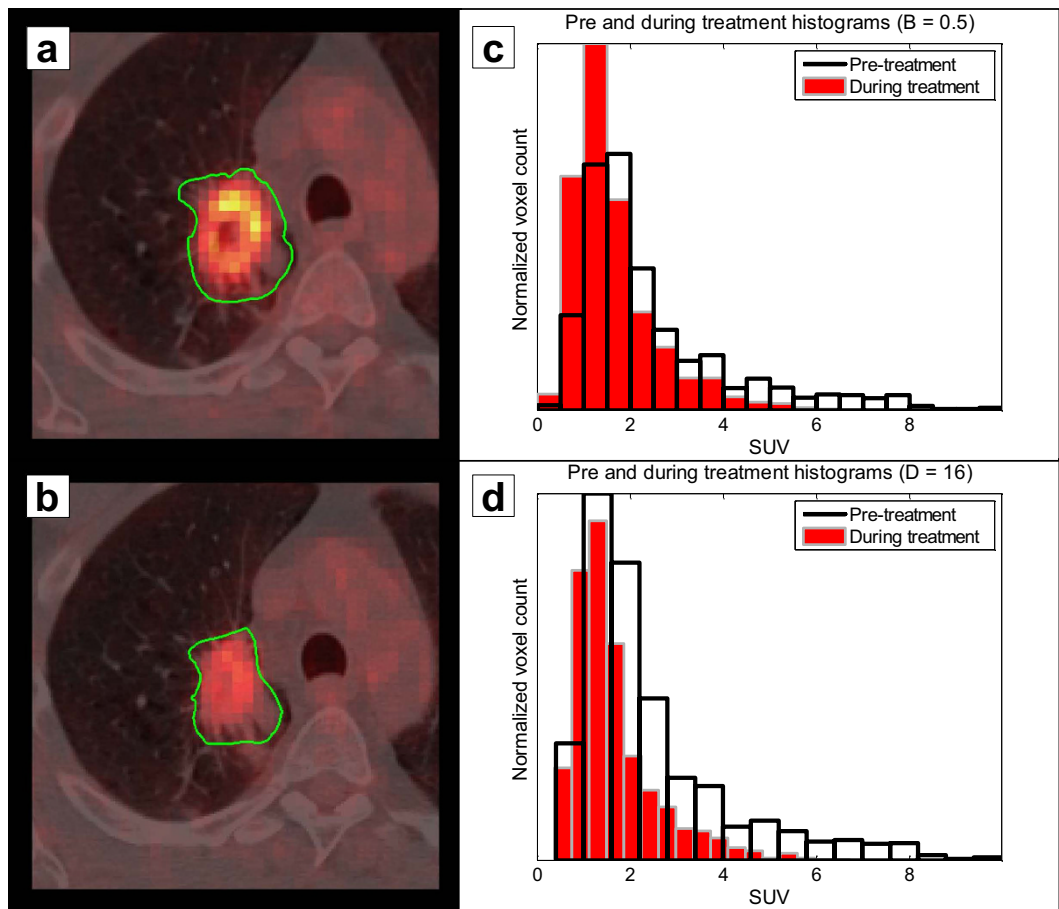 a
b
c
Pre and during treatment histograms (B = 0.5)
Pre-treatment
During treatment
Normalized voxel count
0 2 4 6 8
SUV
d
Pre and during treatment histograms (D = 16)
Pre-treatment
During treatment
Normalized voxel count
0 2 4 6 8
SUV